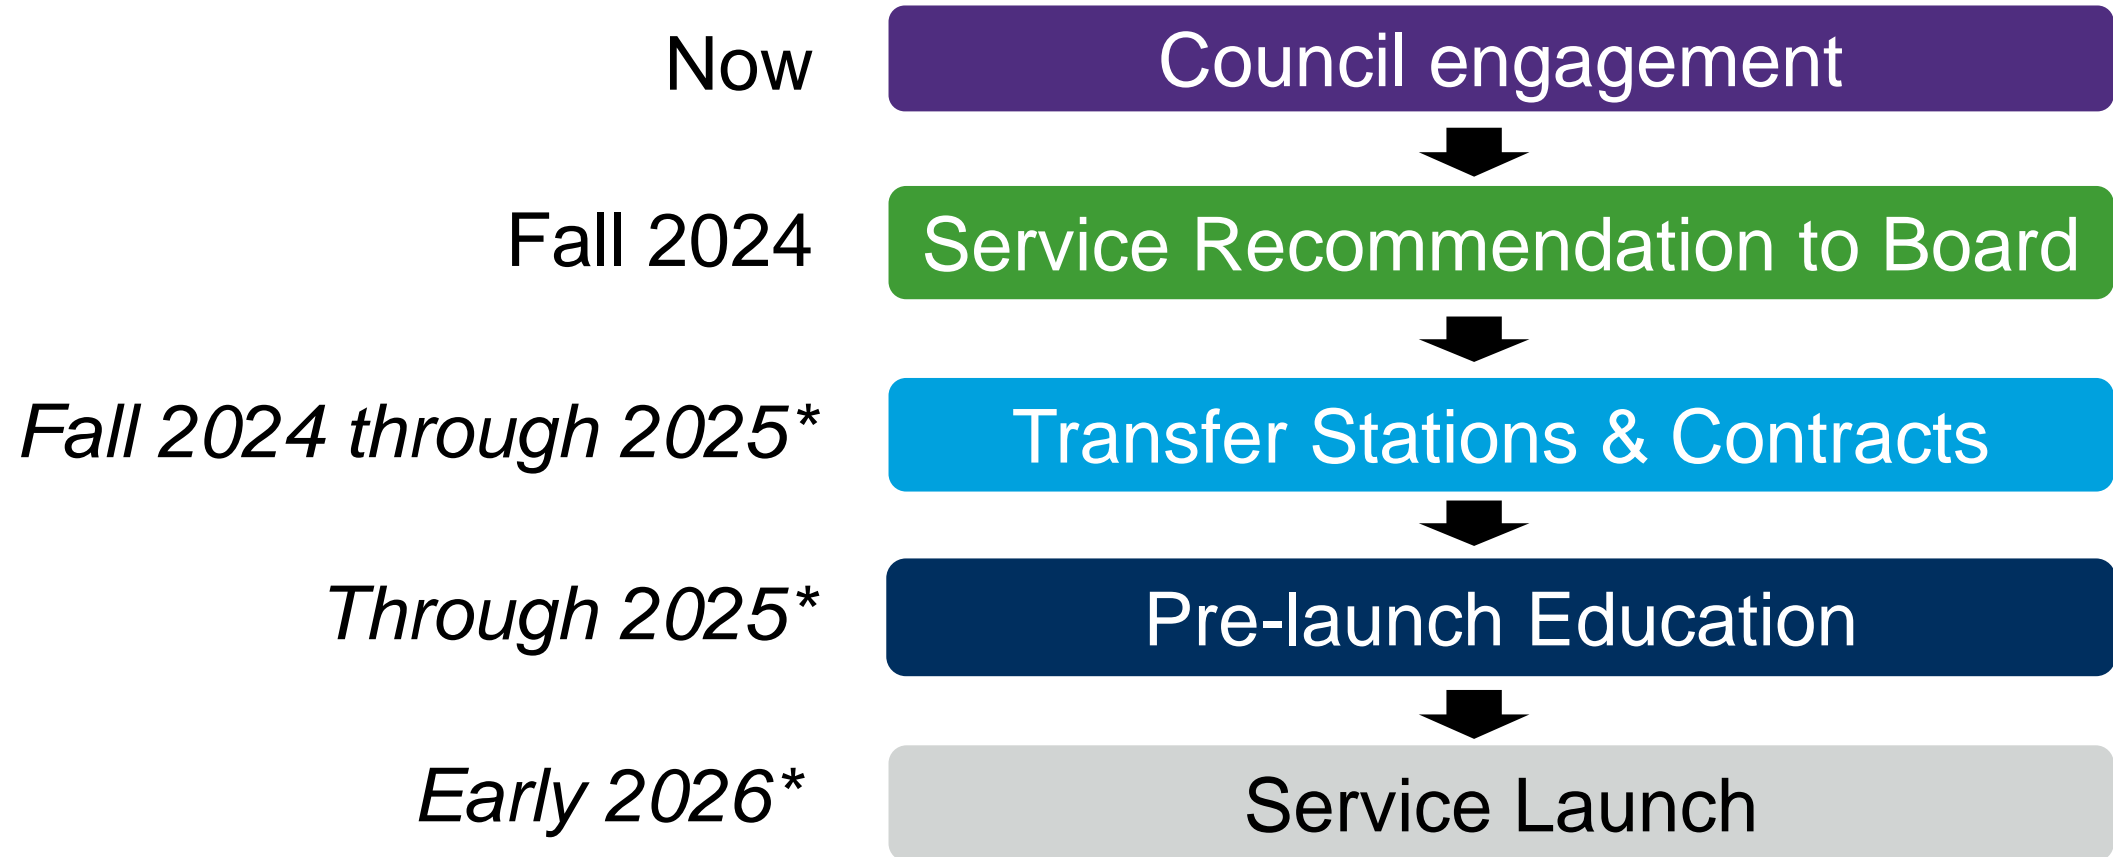 Now
Council engagement
Fall 2024
Service Recommendation to Board
Fall 2024 through 2025*
Transfer Stations & Contracts
Through 2025*
Pre-launch Education
Early 2026*
Service Launch